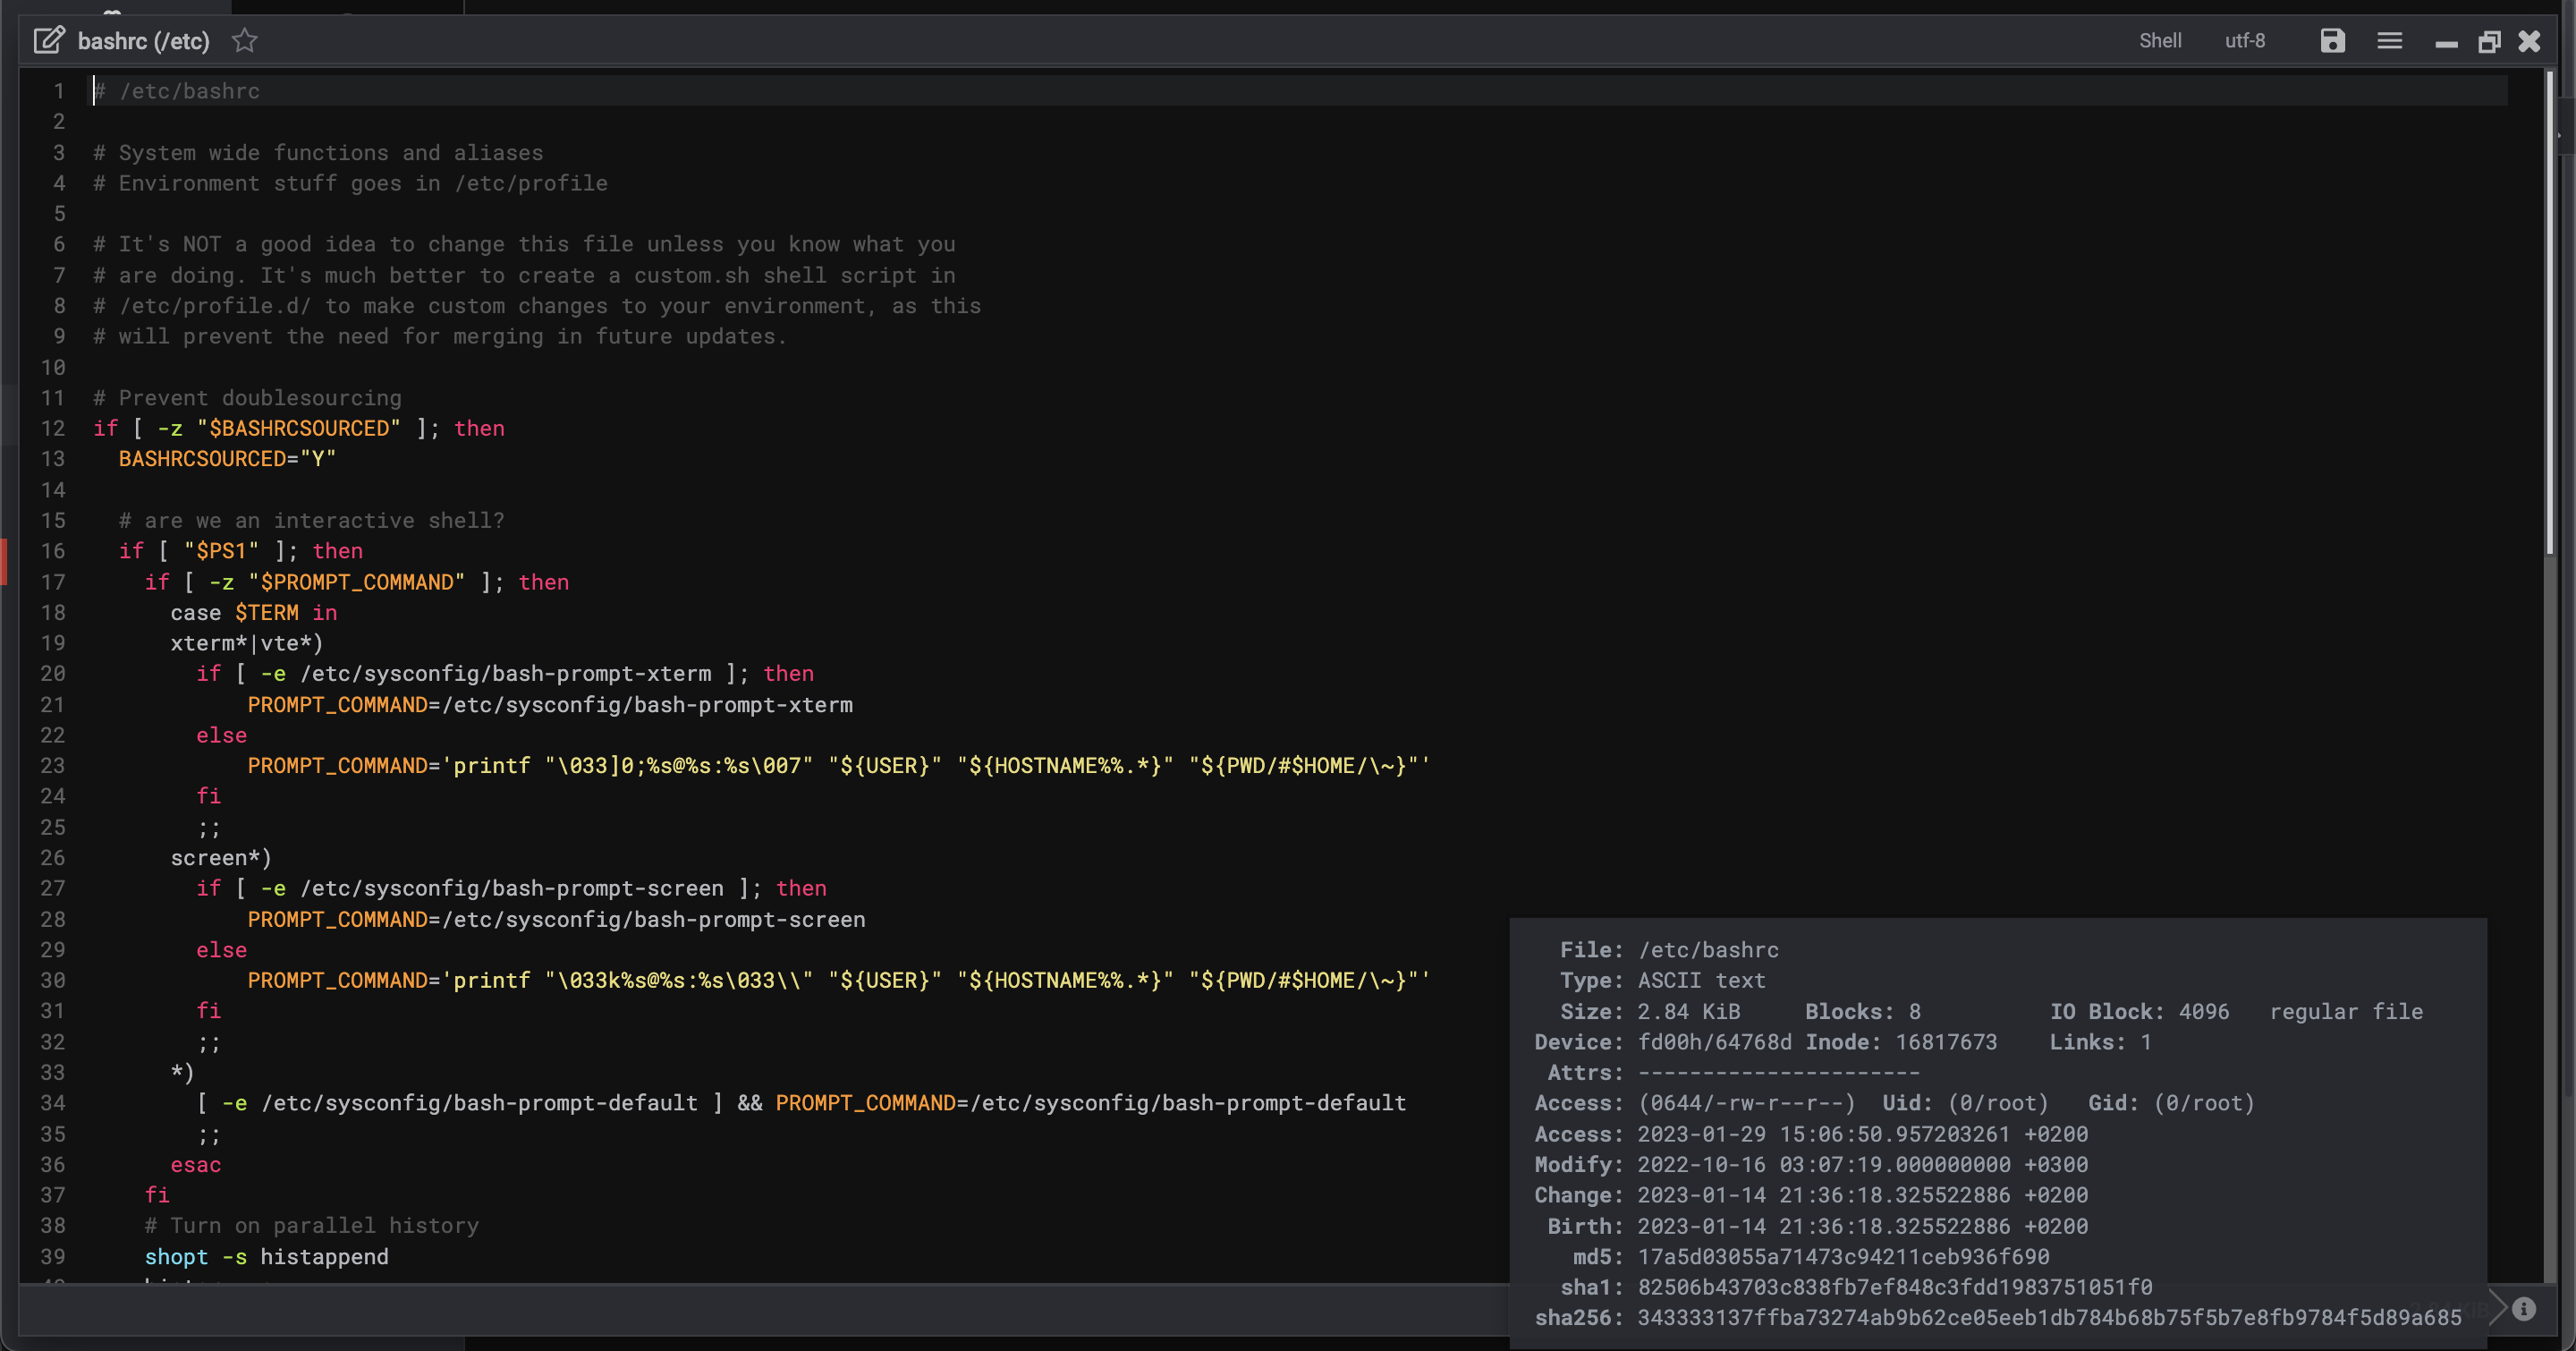 bashrc (/etc) Shell utf-8
1 # /etc/bashrc
2
3 # System wide functions and aliases
4 # Environment stuff goes in /etc/profile
5
6 # It's NOT a good idea to change this file unless you know what you
7 # are doing. It's much better to create a custom.sh shell script in
8 # /etc/profile.d/ to make custom changes to your environment, as this
9 # will prevent the need for merging in future updates.
10
11 # Prevent doublesourcing
12 if [ -z "$BASHRCSOURCED" ]; then
13   BASHRCSOURCED="Y"
14
15   # are we an interactive shell?
16   if [ "$PS1" ]; then
17     if [ -z "$PROMPT_COMMAND" ]; then
18       case $TERM in
19       xterm*|vte*)
20         if [ -e /etc/sysconfig/bash-prompt-xterm ]; then
21             PROMPT_COMMAND=/etc/sysconfig/bash-prompt-xterm
22         else
23             PROMPT_COMMAND='printf "\033]0;%s@%s:%s\007" "${USER}" "${HOSTNAME%%.*}" "${PWD/#$HOME/\~}"'
24         fi
25         ;;
26       screen*)
27         if [ -e /etc/sysconfig/bash-prompt-screen ]; then
28             PROMPT_COMMAND=/etc/sysconfig/bash-prompt-screen
29         else
30             PROMPT_COMMAND='printf "\033k%s@%s:%s\033\\" "${USER}" "${HOSTNAME%%.*}" "${PWD/#$HOME/\~}"'
31         fi
32         ;;
33       *)
34         [ -e /etc/sysconfig/bash-prompt-default ] && PROMPT_COMMAND=/etc/sysconfig/bash-prompt-default
35         ;;
36       esac
37     fi
38     # Turn on parallel history
39     shopt -s histappend
File: /etc/bashrc
Type: ASCII text
Size: 2.84 KiB Blocks: 8 IO Block: 4096 regular file
Device: fd00h/64768d Inode: 16817673 Links: 1
Attrs: ----------------------
Access: (0644/-rw-r--r--) Uid: (0/root) Gid: (0/root)
Access: 2023-01-29 15:06:50.957203261 +0200
Modify: 2022-10-16 03:07:19.000000000 +0300
Change: 2023-01-14 21:36:18.325522886 +0200
Birth: 2023-01-14 21:36:18.325522886 +0200
md5: 17a5d03055a71473c94211ceb936f690
sha1: 82506b43703c838fb7ef848c3fdd1983751051f0
sha256: 343333137ffba73274ab9b62ce05eeb1db784b68b75f5b7e8fb9784f5d89a685